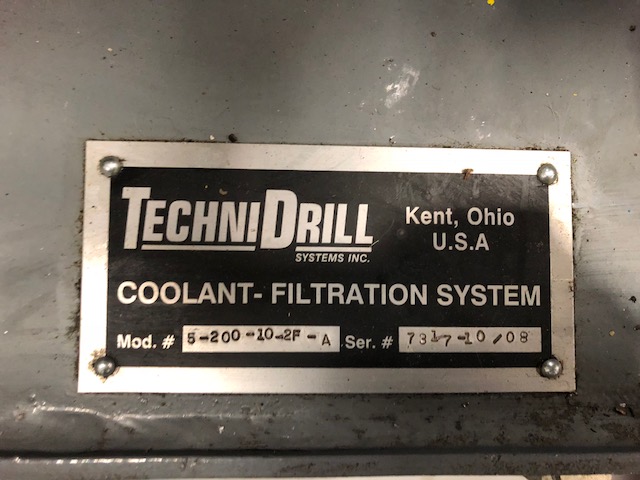 TECHNIDRILL
SYSTEMS INC.
Kent, Ohio
U.S.A
COOLANT- FILTRATION SYSTEM
Mod. # 5-200-10-2F-A Ser. # 7317-10/08